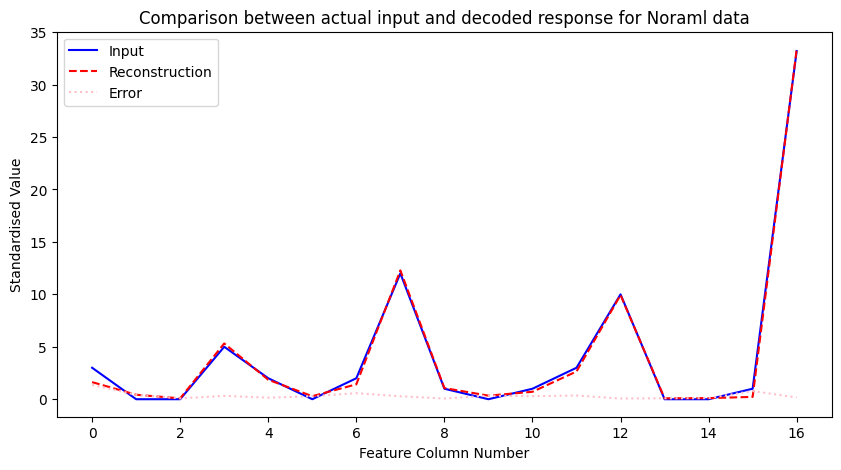 Comparison between actual input and decoded response for Noraml data
Input
Reconstruction
Error
Standardised Value
35
30
25
20
15
10
5
0
0 2 4 6 8 10 12 14 16
Feature Column Number